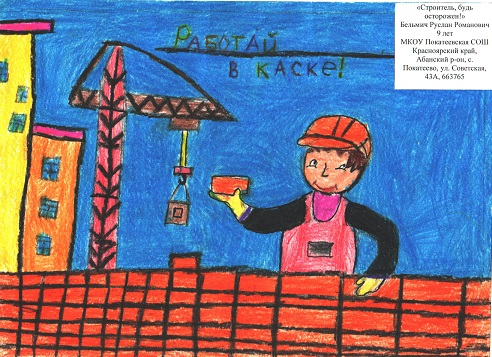 РАБОТАЙ
В КАСКЕ!
«Строитель, будь
осторожен!»
Бельмич Руслан Романович
9 лет
МКОУ Покатеевская СОШ
Красноярский край,
Абанский р-он, с.
Покатеево, ул. Советская,
43А, 663765